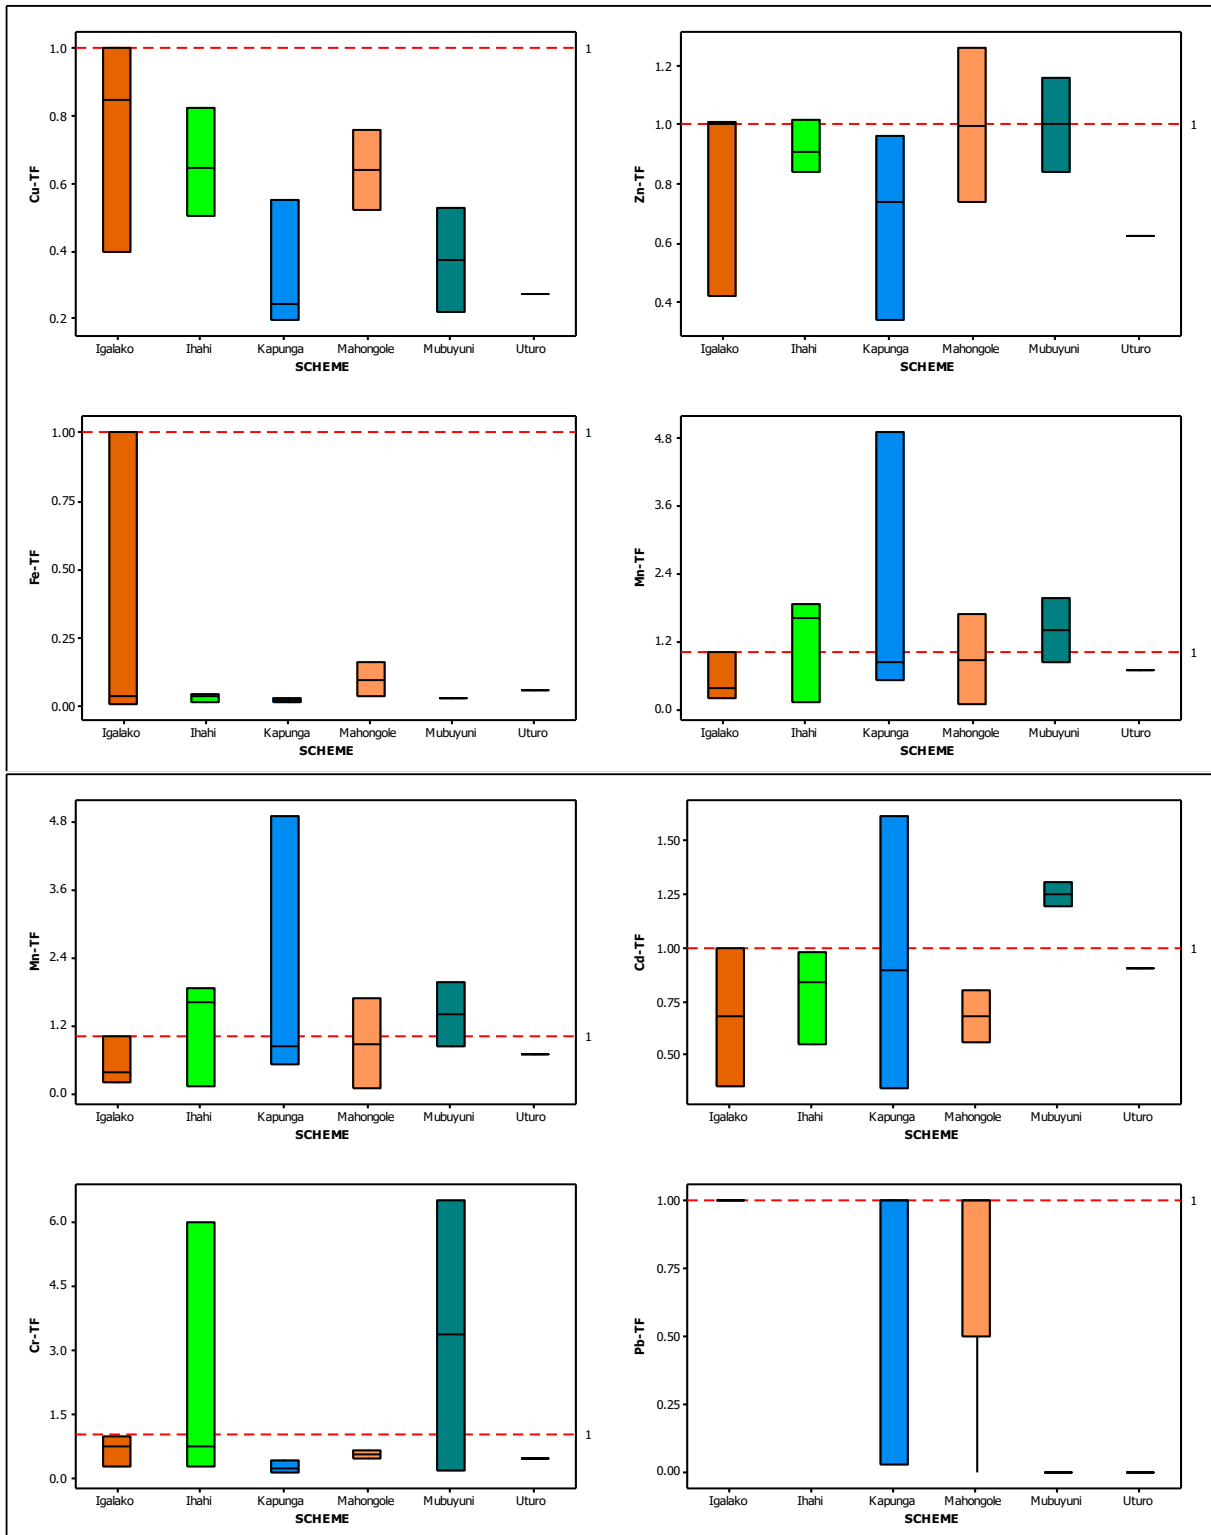 Cu-TF
1.0
0.8
0.6
0.4
0.2
1
Igalako Ihahi Kapunga Mahongole Mubuyuni Uturo
SCHEME
Zn-TF
1.2
1.0
0.8
0.6
0.4
1
Igalako Ihahi Kapunga Mahongole Mubuyuni Uturo
SCHEME
Fe-TF
1.00
0.75
0.50
0.25
0.00
1
Igalako Ihahi Kapunga Mahongole Mubuyuni Uturo
SCHEME
Mn-TF
4.8
3.6
2.4
1.2
0.0
1
Igalako Ihahi Kapunga Mahongole Mubuyuni Uturo
SCHEME
Mn-TF
4.8
3.6
2.4
1.2
0.0
1
Igalako Ihahi Kapunga Mahongole Mubuyuni Uturo
SCHEME
Cd-TF
1.50
1.25
1.00
0.75
0.50
1
Igalako Ihahi Kapunga Mahongole Mubuyuni Uturo
SCHEME
Cr-TF
6.0
4.5
3.0
1.5
0.0
1
Igalako Ihahi Kapunga Mahongole Mubuyuni Uturo
SCHEME
Pb-TF
1.00
0.75
0.50
0.25
0.00
1
Igalako Ihahi Kapunga Mahongole Mubuyuni Uturo
SCHEME